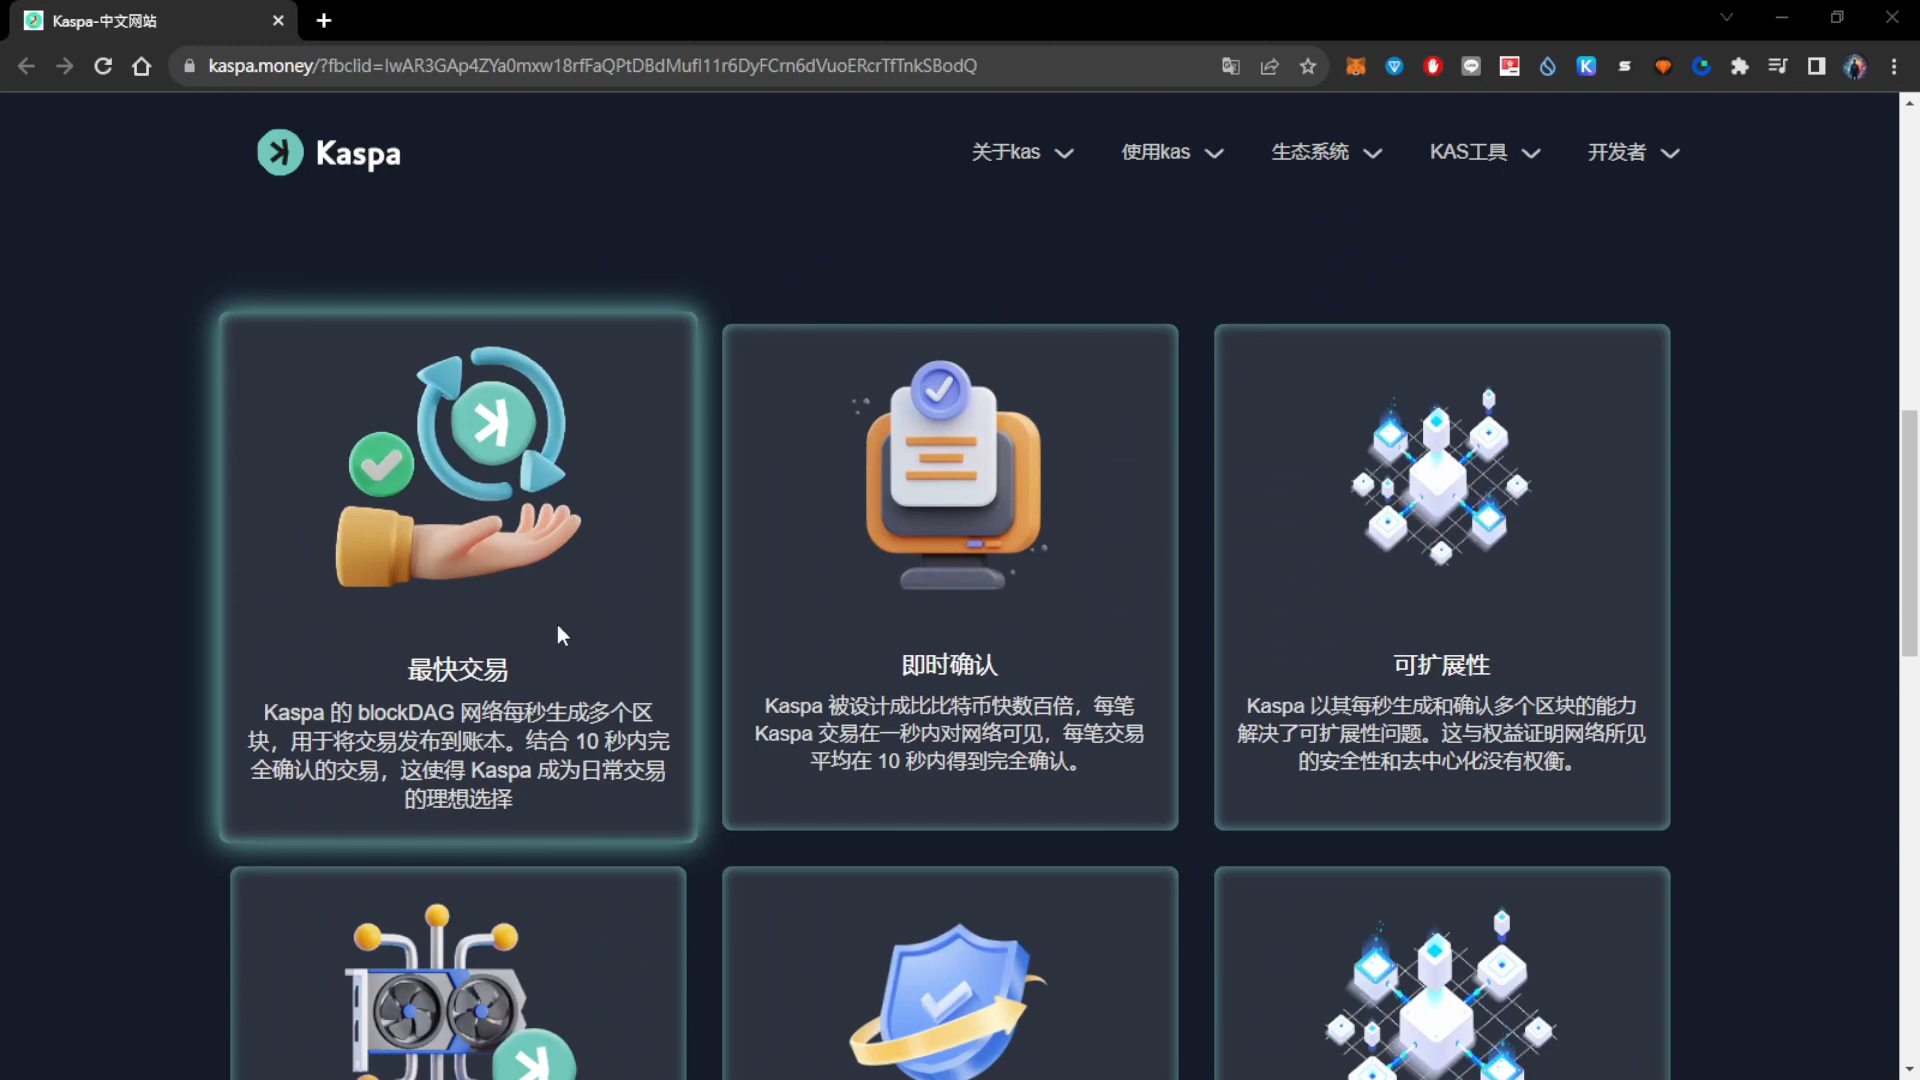 Kaspa-中文网站
kaspa.money/?fbclid=IwAR3GAp4ZYa0mxw18rfFaQPtDBdMufl11r6DyFCrn6dVuoERcrTfTnkSBodQ
Kaspa
关于kas
使用kas
生态系统
KAS工具
开发者
最快交易
Kaspa 的 blockDAG 网络每秒生成多个区
块，用于将交易发布到账本。结合 10 秒内完
全确认的交易，这使得 Kaspa 成为日常交易
的理想选择
即时确认
Kaspa 被设计成比比特币快数百倍，每笔
Kaspa 交易在一秒内对网络可见，每笔交易
平均在 10 秒内得到完全确认。
可扩展性
Kaspa 以其每秒生成和确认多个区块的能力
解决了可扩展性问题。这与权益证明网络所见
的安全性和去中心化没有权衡。